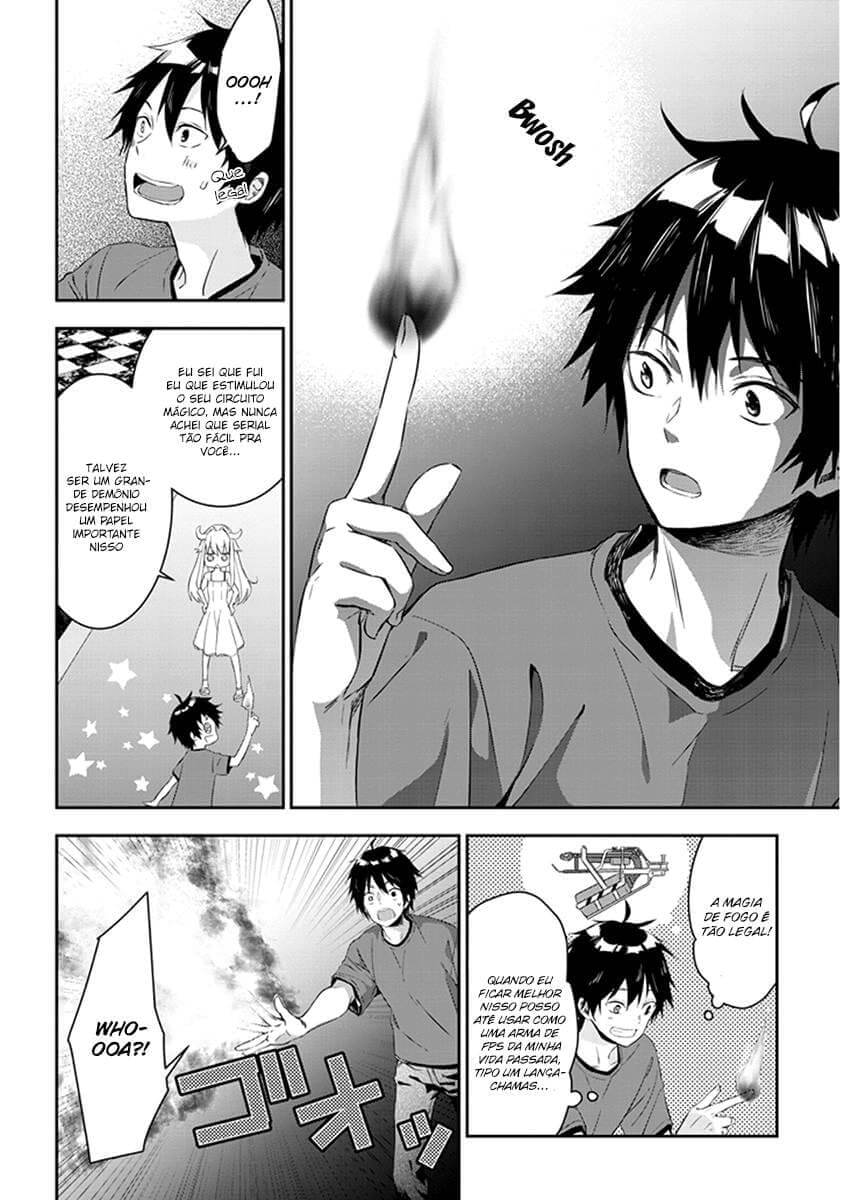 Bwosh
OOOH
...!
Que
legal
EU SEI QUE FUI
EU QUE ESTIMULOU
O SEU CIRCUITO
MÁGICO, MAS NUNCA
ACHEI QUE SERIAL
TÃO FÁCIL PRA
VOCÊ...
TALVEZ
SER UM GRAN-
DE DEMÔNIO
DESEMPENHOU
UM PAPEL
IMPORTANTE
NISSO
A MAGIA
DE FOGO É
TÃO LEGAL!
QUANDO EU
FICAR MELHOR
NISSO POSSO
ATÉ USAR COMO
UMA ARMA DE
FPS DA MINHA
VIDA PASSADA,
TIPO UM LANÇA-
CHAMAS...
WHO-
OOA?!
ゴオッ